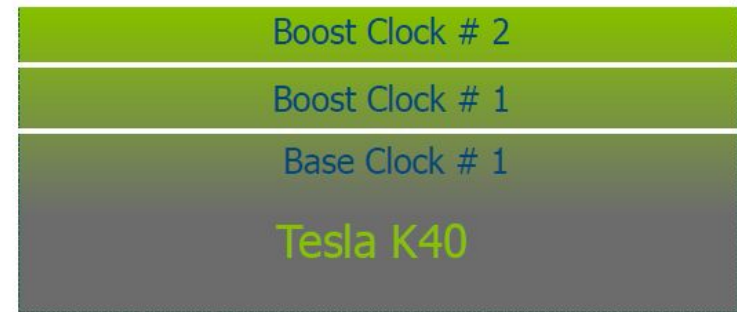 Boost Clock # 2
Boost Clock # 1
Base Clock # 1
Tesla K40